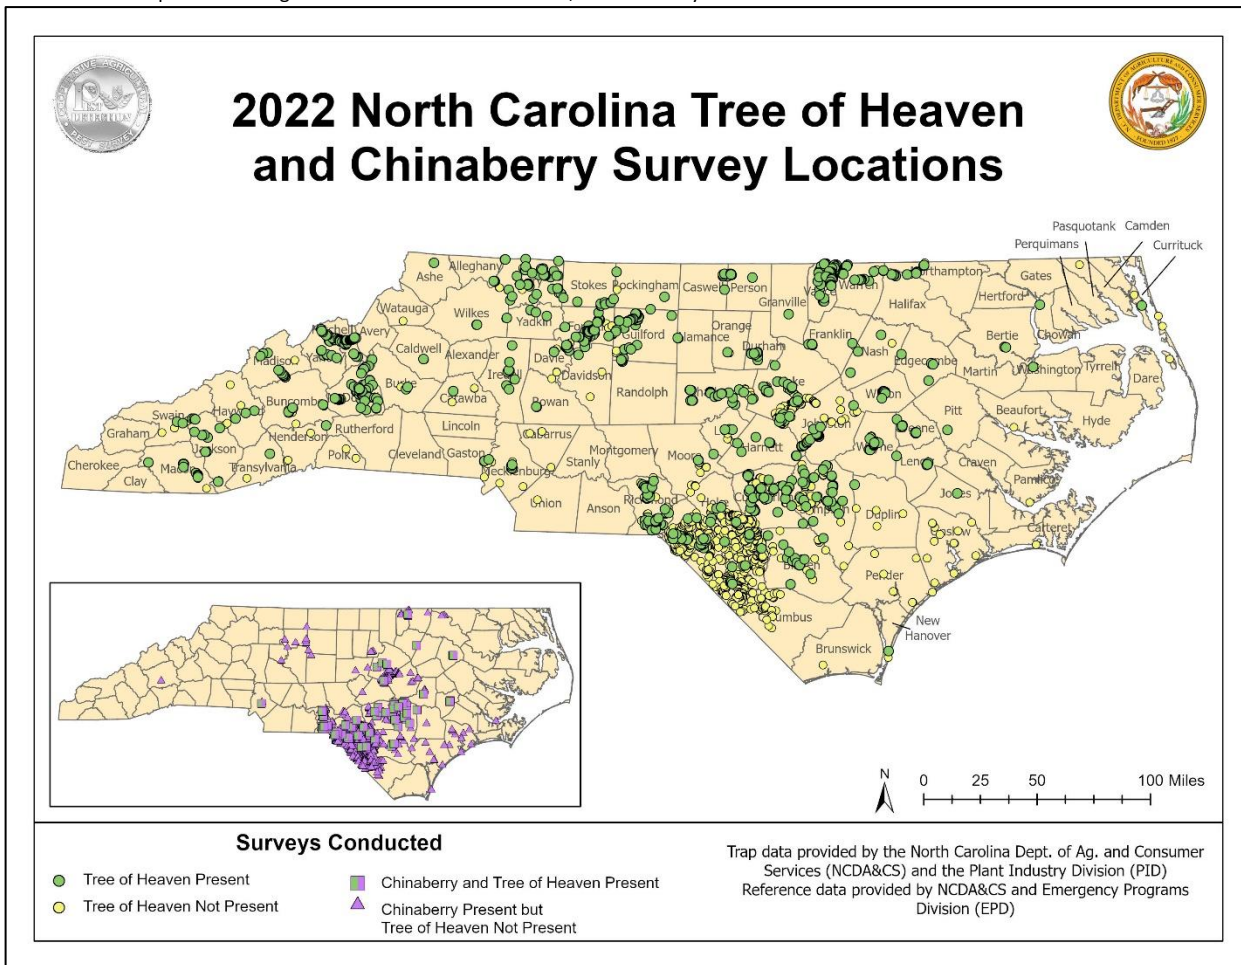 2022 North Carolina Tree of Heaven
and Chinaberry Survey Locations
Pasquotank
Camden
Perquimans
Currituck
Alleghany
Ashe
Stokes
Rockingham
Caswell
Person
Granville
Vance
Warren
Northampton
Gates
Hertford
Halifax
Watauga
Wilkes
Yadkin
Guilford
Alamance
Orange
Durham
Franklin
Nash
Edgecombe
Bertie
Chowan
Martin
Washington
Tyrrell
Dare
Mitchell
Avery
Caldwell
Alexander
Davie
Davidson
Iredell
Madison
Burke
Catawba
Rowan
Randolph
Wilson
Pitt
Beaufort
Hyde
Swain
Haywood
Buncombe
Rutherford
Lincoln
Graham
Henderson
Jackson
Polk
Cleveland
Gaston
Cabarrus
Stanly
Montgomery
Moore
Lee
Harnett
Johnston
Wayne
Greene
Lenoir
Craven
Pamlico
Cherokee
Clay
Macon
Transylvania
Mecklenburg
Union
Anson
Richmond
Hoke
Sampson
Duplin
Jones
Onslow
Carteret
Bladen
Pender
Columbus
Brunswick
New
Hanover
N
0 25 50 100 Miles
Surveys Conducted
Tree of Heaven Present
Tree of Heaven Not Present
Chinaberry and Tree of Heaven Present
Chinaberry Present but
Tree of Heaven Not Present
Trap data provided by the North Carolina Dept. of Ag. and Consumer
Services (NCDA&CS) and the Plant Industry Division (PID)
Reference data provided by NCDA&CS and Emergency Programs
Division (EPD)